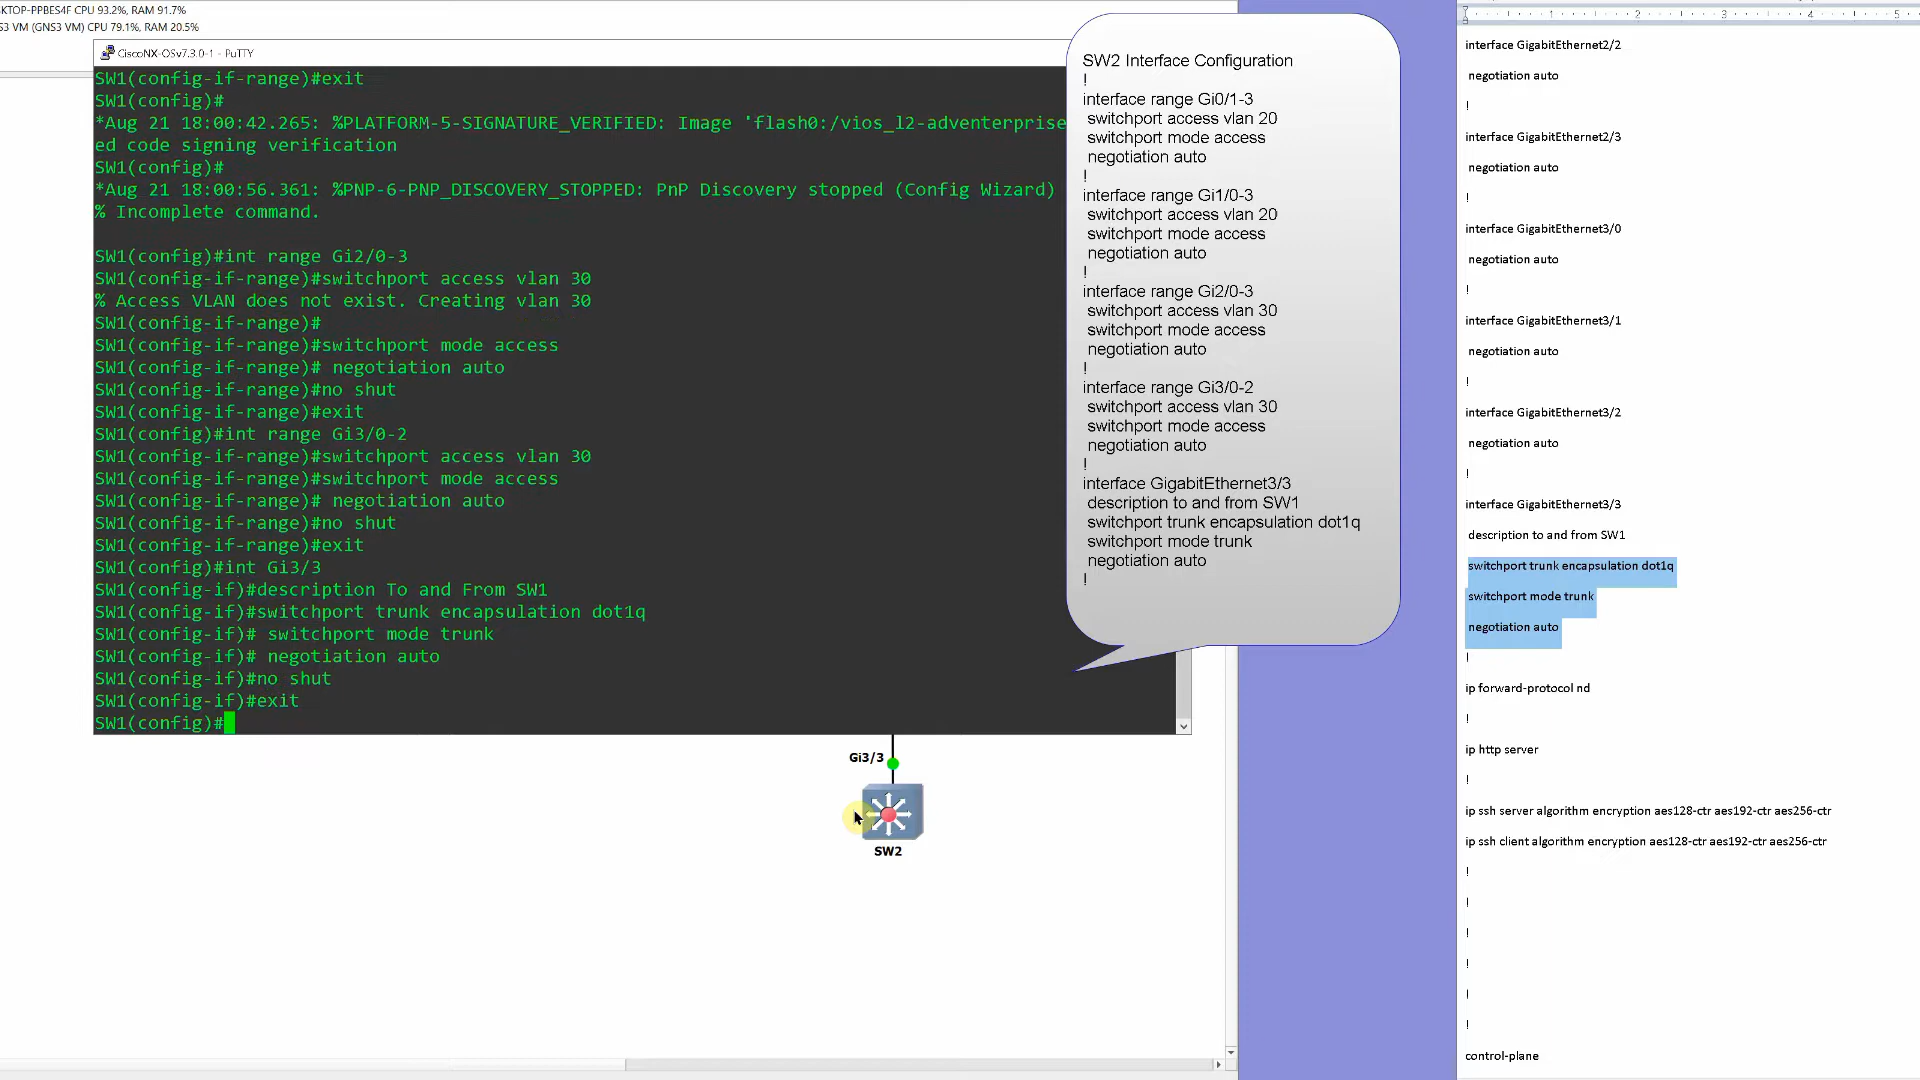 KTOP-PPBES4F CPU 93.2%, RAM 91.7%
S3 VM (GNS3 VM) CPU 79.1%, RAM 20.5%
CiscoNX-OSv7.3.0-1 - PuTTY
SW1(config-if-range)#exit
SW1(config)#
*Aug 21 18:00:42.265: %PLATFORM-5-SIGNATURE_VERIFIED: Image 'flash0:/vios_l2-adventerprise
ed code signing verification
SW1(config)#
*Aug 21 18:00:56.361: %PNP-6-PNP_DISCOVERY_STOPPED: PnP Discovery stopped (Config Wizard)
% Incomplete command.
SW1(config)#int range Gi2/0-3
SW1(config-if-range)#switchport access vlan 30
% Access VLAN does not exist. Creating vlan 30
SW1(config-if-range)#
SW1(config-if-range)#switchport mode access
SW1(config-if-range)# negotiation auto
SW1(config-if-range)#no shut
SW1(config-if-range)#exit
SW1(config)#int range Gi3/0-2
SW1(config-if-range)#switchport access vlan 30
SW1(config-if-range)#switchport mode access
SW1(config-if-range)# negotiation auto
SW1(config-if-range)#no shut
SW1(config-if-range)#exit
SW1(config)#int Gi3/3
SW1(config-if)#description To and From SW1
SW1(config-if)#switchport trunk encapsulation dot1q
SW1(config-if)# switchport mode trunk
SW1(config-if)# negotiation auto
SW1(config-if)#no shut
SW1(config-if)#exit
SW1(config)#
Gi3/3
SW2
SW2 Interface Configuration
!
interface range Gi0/1-3
switchport access vlan 20
switchport mode access
negotiation auto
!
interface range Gi1/0-3
switchport access vlan 20
switchport mode access
negotiation auto
!
interface range Gi2/0-3
switchport access vlan 30
switchport mode access
negotiation auto
!
interface range Gi3/0-2
switchport access vlan 30
switchport mode access
negotiation auto
!
interface GigabitEthernet3/3
description to and from SW1
switchport trunk encapsulation dot1q
switchport mode trunk
negotiation auto
!
1 2 3 4 5
interface GigabitEthernet2/2
negotiation auto
!
interface GigabitEthernet2/3
negotiation auto
!
interface GigabitEthernet3/0
negotiation auto
!
interface GigabitEthernet3/1
negotiation auto
!
interface GigabitEthernet3/2
negotiation auto
!
interface GigabitEthernet3/3
description to and from SW1
switchport trunk encapsulation dot1q
switchport mode trunk
negotiation auto
!
ip forward-protocol nd
!
ip http server
!
ip ssh server algorithm encryption aes128-ctr aes192-ctr aes256-ctr
ip ssh client algorithm encryption aes128-ctr aes192-ctr aes256-ctr
!
!
!
!
!
!
control-plane